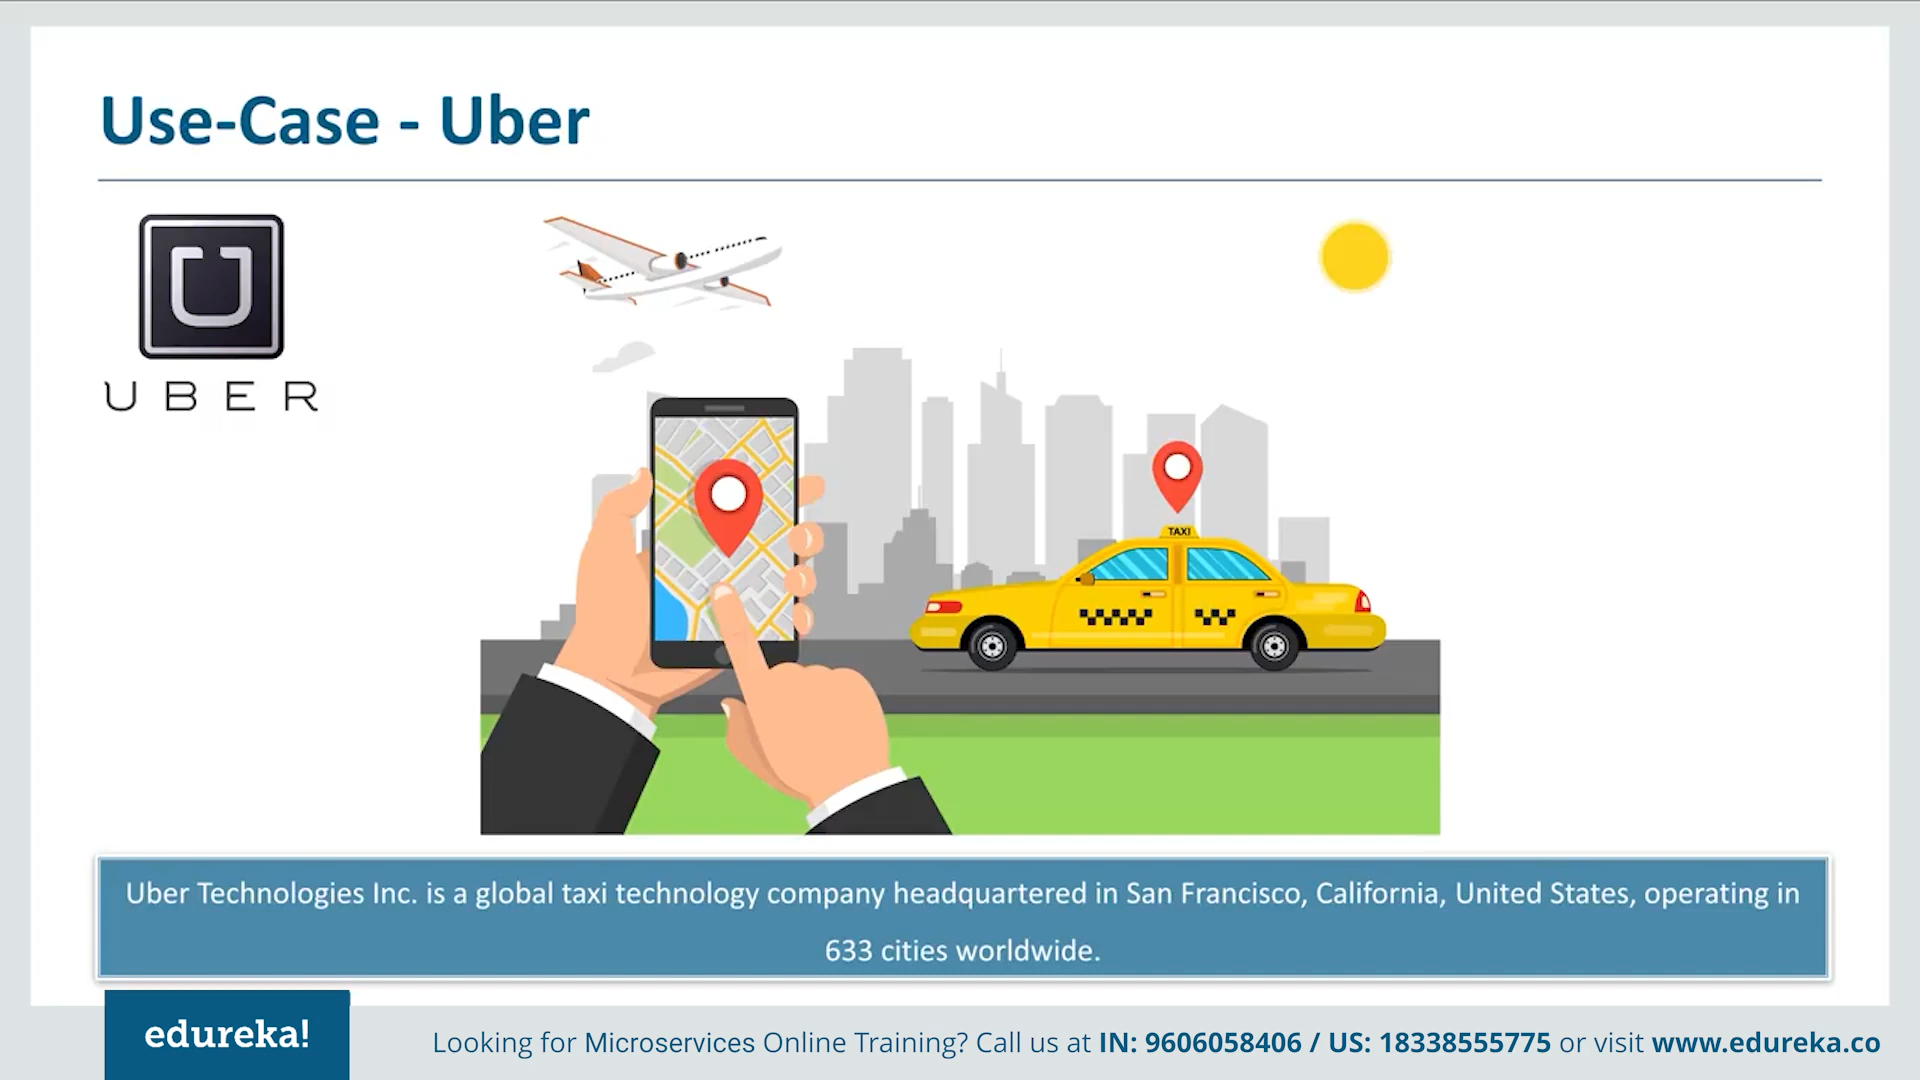 Use-Case - Uber
UBER
TAXI
Uber Technologies Inc. is a global taxi technology company headquartered in San Francisco, California, United States, operating in
633 cities worldwide.
edureka!
Looking for Microservices Online Training? Call us at IN: 9606058406 / US: 18338555775 or visit www.edureka.co